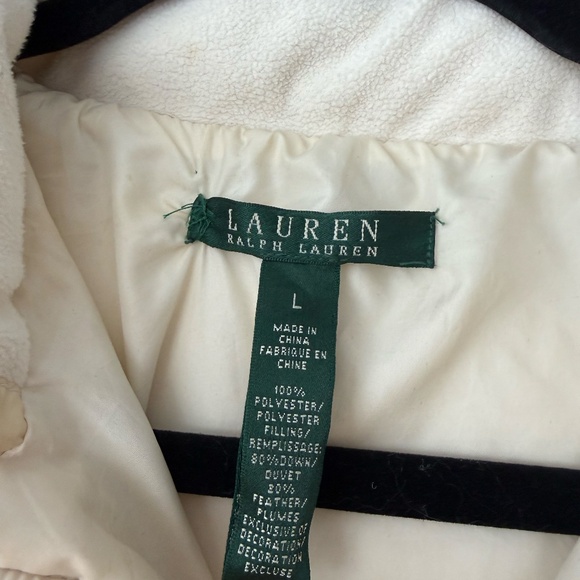 LAUREN
RALPH LAUREN
L
MADE IN
CHINA
FABRIQUE EN
CHINE
100%
POLYESTER/
POLYESTER
FILLING/
REMPLISSAGE:
80%DOWN/
DUVET
20%
FEATHER/
PLUMES
EXCLUSIVE OF
DECORATION/
DECORATION
EXCLUSE